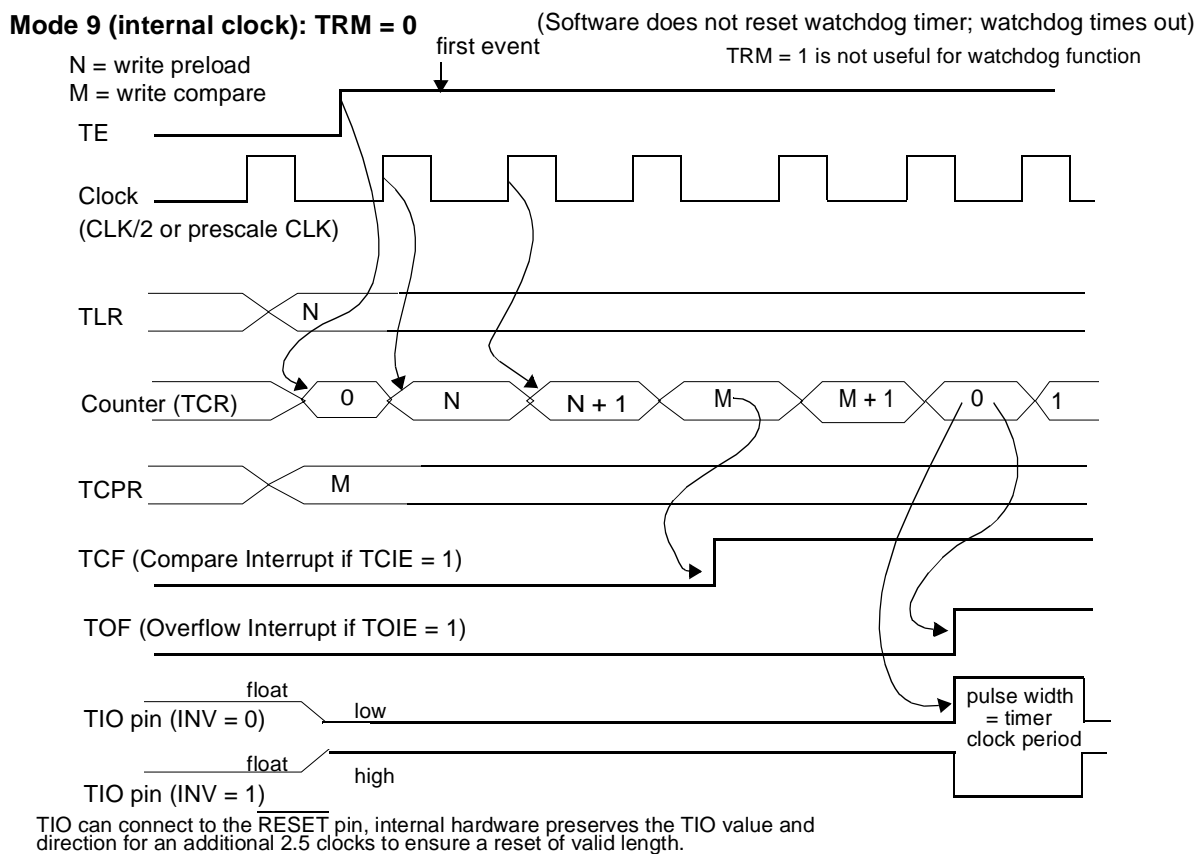 Mode 9 (internal clock): TRM = 0
(Software does not reset watchdog timer; watchdog times out)
first event
TRM = 1 is not useful for watchdog function
N = write preload
M = write compare
TE
Clock
(CLK/2 or prescale CLK)
TLR
N
Counter (TCR)
0
N
N + 1
M
M + 1
0
1
TCPR
M
TCF (Compare Interrupt if TCIE = 1)
TOF (Overflow Interrupt if TOIE = 1)
float
TIO pin (INV = 0)
low
pulse width
= timer
clock period
float
high
TIO pin (INV = 1)
TIO can connect to the RESET pin, internal hardware preserves the TIO value and
direction for an additional 2.5 clocks to ensure a reset of valid length.